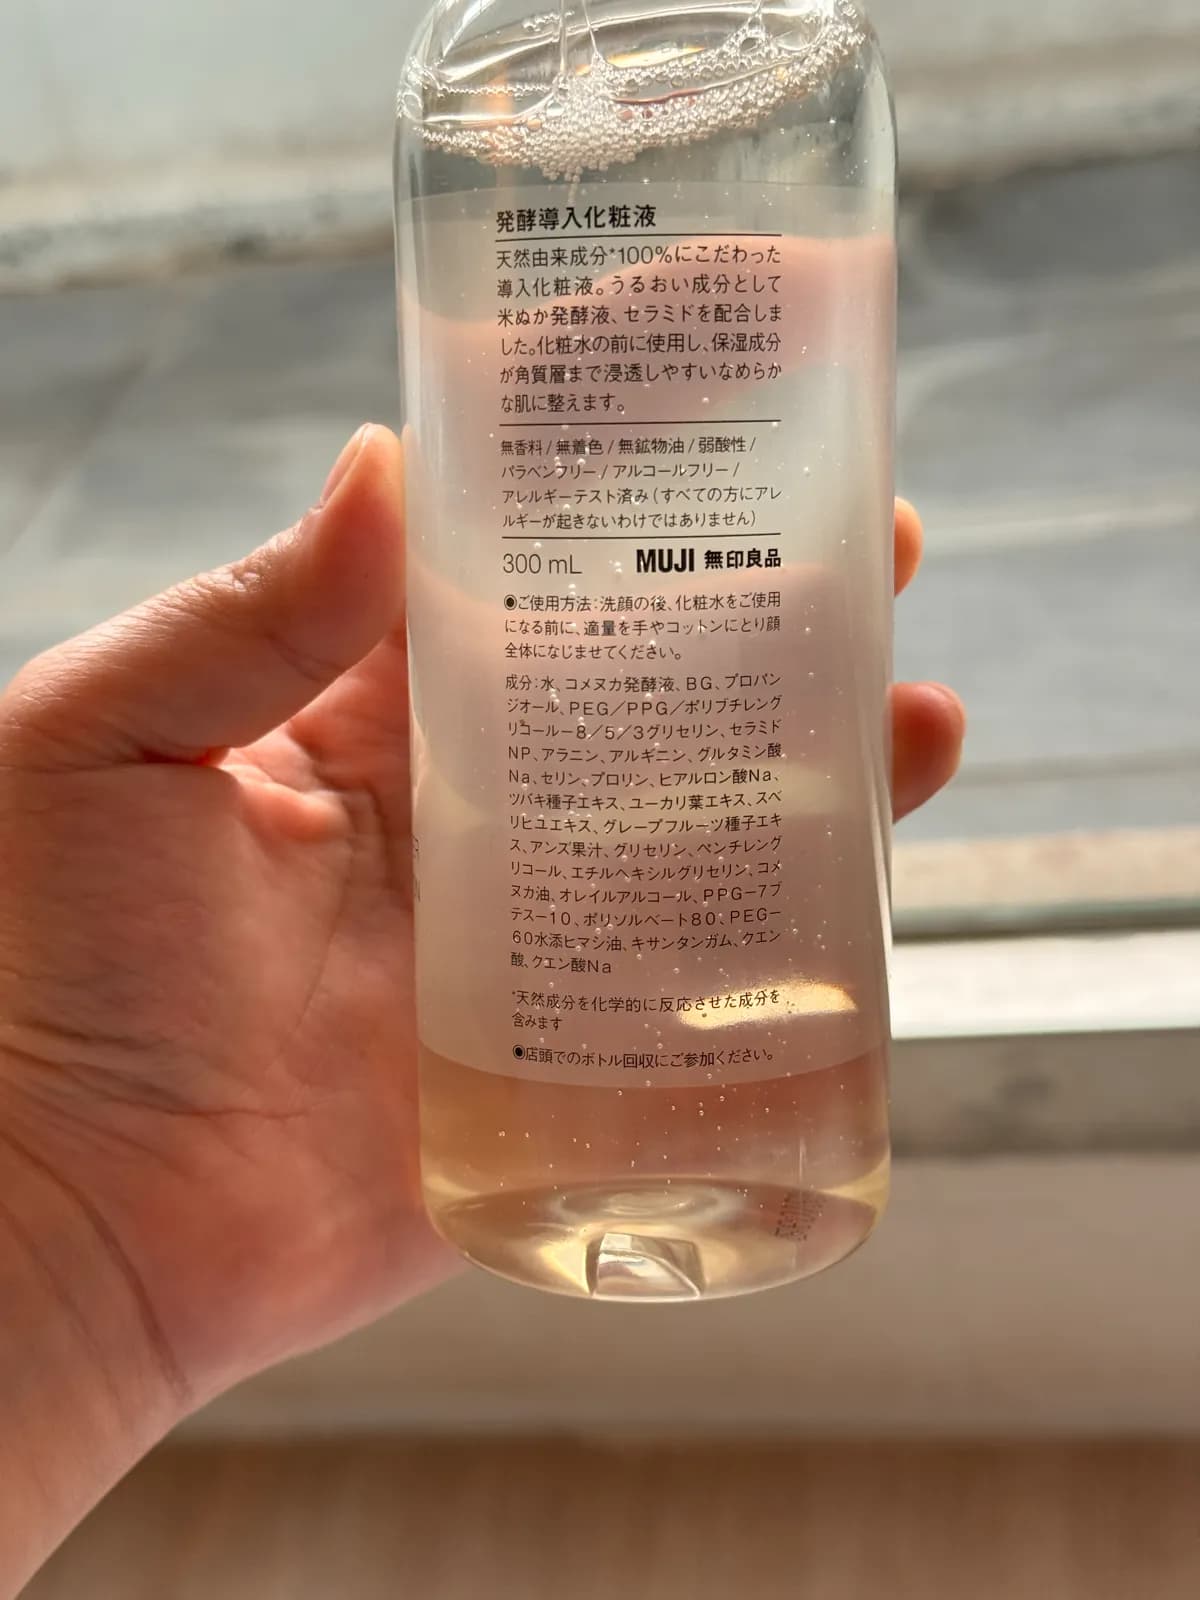 発酵導入化粧液
天然由来成分*100%にこだわった
導入化粧液。うるおい成分として
米ぬか発酵液、セラミドを配合しま
した。化粧水の前に使用し、保湿成分
が角質層まで浸透しやすいなめらか
な肌に整えます。
無香料/無着色/無鉱物油/弱酸性/
パラベンフリー/アルコールフリー/
アレルギーテスト済み(すべての方にアレ
ルギーが起きないわけではありません)
300 mL MUJI 無印良品
◉ご使用方法:洗顔の後、化粧水をご使用
になる前に、適量を手やコットンにとり顔
全体になじませてください。
成分:水、コメヌカ発酵液、BG、プロパン
ジオール、PEG/PPG/ポリブチレング
リコール-8/5/3グリセリン、セラミド
NP、アラニン、アルギニン、グルタミン酸
Na、セリン、プロリン、ヒアルロン酸Na、
ツバキ種子エキス、ユーカリ葉エキス、スベ
リヒユエキス、グレープフルーツ種子エキ
ス、アンズ果汁、グリセリン、ペンチレング
リコール、エチルヘキシルグリセリン、コメ
ヌカ油、オレイルアルコール、PPG-7ブ
テス-10、ポリソルベート80、PEG-
60水添ヒマシ油、キサンタンガム、クエン
酸、クエン酸Na
*天然成分を化学的に反応させた成分を
含みます
◉店頭でのボトル回収にご参加ください。